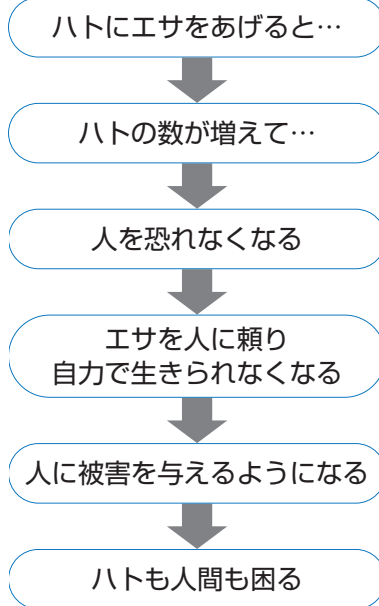 ハトにエサをあげると…
ハトの数が増えて…
人を恐れなくなる
エサを人に頼り
自力で生きられなくなる
人に被害を与えるようになる
ハトも人間も困る